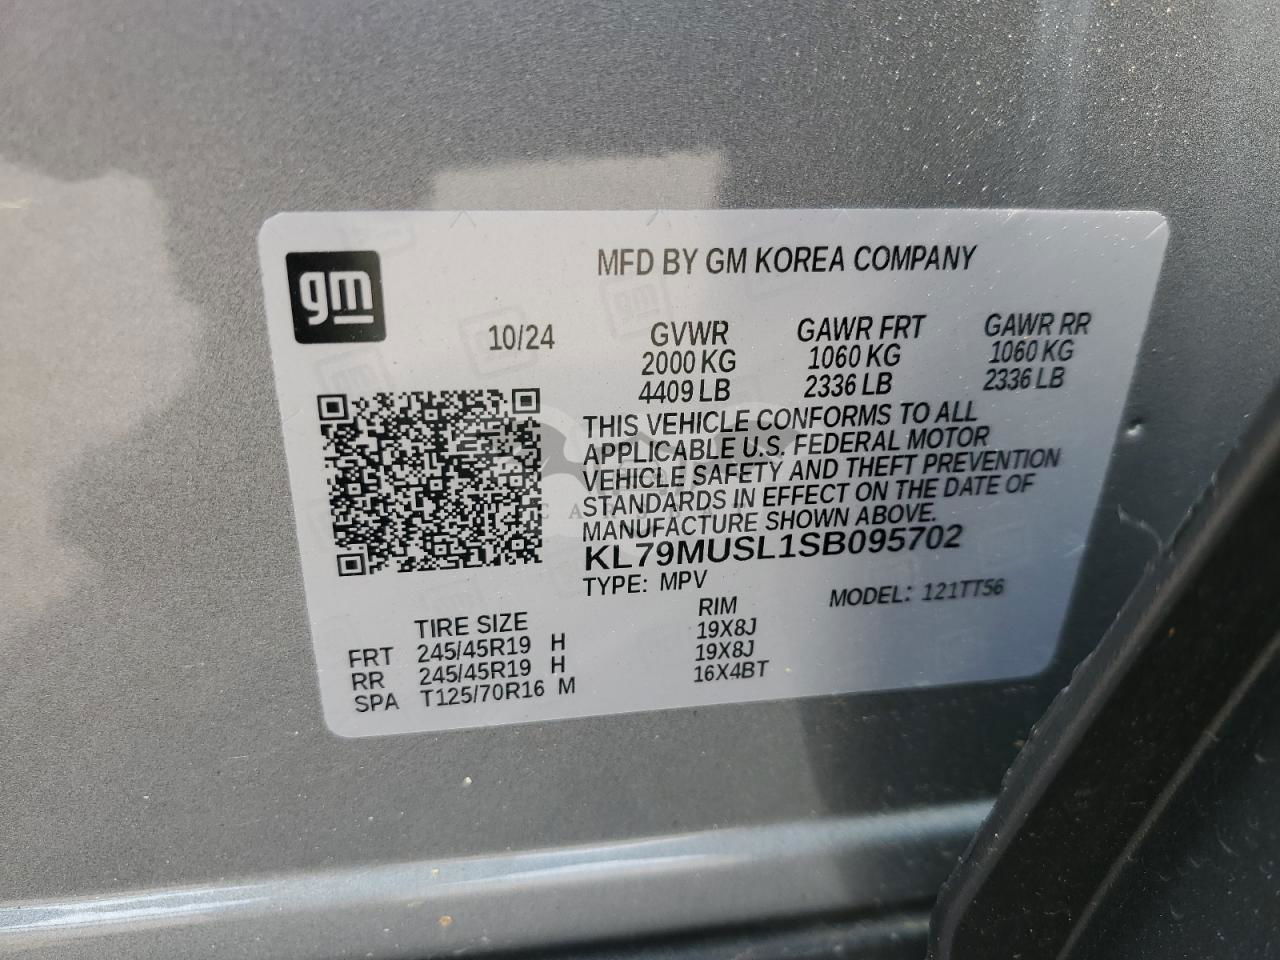 gm
MFD BY GM KOREA COMPANY
10/24 GVWR GAWR FRT GAWR RR
2000 KG 1060 KG 1060 KG
4409 LB 2336 LB 2336 LB
THIS VEHICLE CONFORMS TO ALL
APPLICABLE U.S. FEDERAL MOTOR
VEHICLE SAFETY AND THEFT PREVENTION
STANDARDS IN EFFECT ON THE DATE OF
MANUFACTURE SHOWN ABOVE.
KL79MUSL1SB095702
TYPE: MPV MODEL: 121TT56
TIRE SIZE RIM
FRT 245/45R19 H 19X8J
RR 245/45R19 H 19X8J
SPA T125/70R16 M 16X4BT